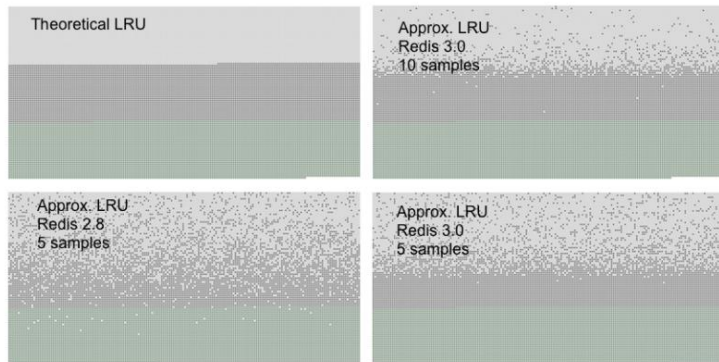 Theoretical LRU
Approx. LRU
Redis 3.0
10 samples
Approx. LRU
Redis 2.8
5 samples
Approx. LRU
Redis 3.0
5 samples